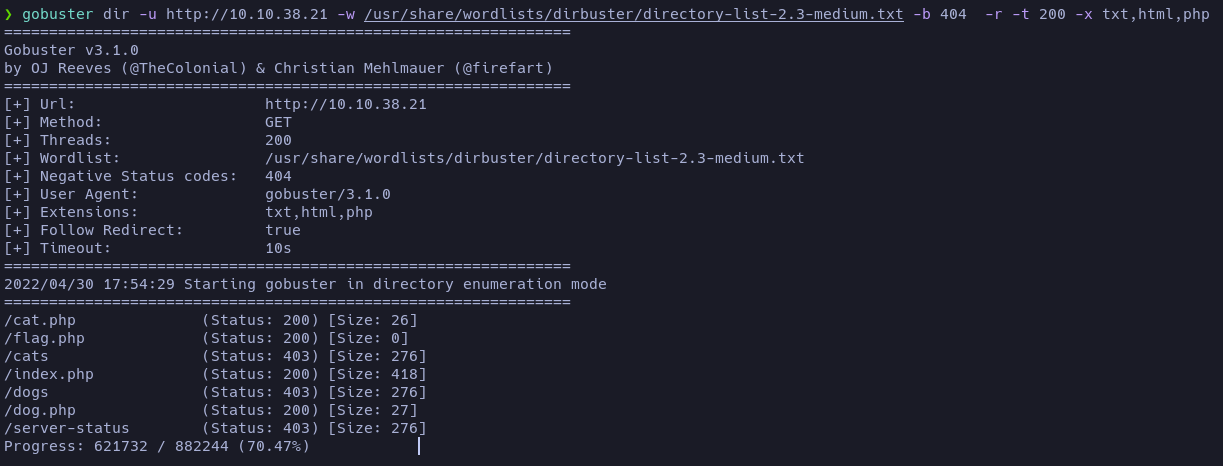 ❯ gobuster dir -u http://10.10.38.21 -w /usr/share/wordlists/dirbuster/directory-list-2.3-medium.txt -b 404  -r -t 200 -x txt,html,php
===============================================================
Gobuster v3.1.0
by OJ Reeves (@TheColonial) & Christian Mehlmauer (@firefart)
===============================================================
[+] Url:                     http://10.10.38.21
[+] Method:                  GET
[+] Threads:                 200
[+] Wordlist:                /usr/share/wordlists/dirbuster/directory-list-2.3-medium.txt
[+] Negative Status codes:   404
[+] User Agent:              gobuster/3.1.0
[+] Extensions:              txt,html,php
[+] Follow Redirect:         true
[+] Timeout:                 10s
===============================================================
2022/04/30 17:54:29 Starting gobuster in directory enumeration mode
===============================================================
/cat.php              (Status: 200) [Size: 26]
/flag.php             (Status: 200) [Size: 0]
/cats                 (Status: 403) [Size: 276]
/index.php            (Status: 200) [Size: 418]
/dogs                 (Status: 403) [Size: 276]
/dog.php              (Status: 200) [Size: 27]
/server-status        (Status: 403) [Size: 276]
Progress: 621732 / 882244 (70.47%)